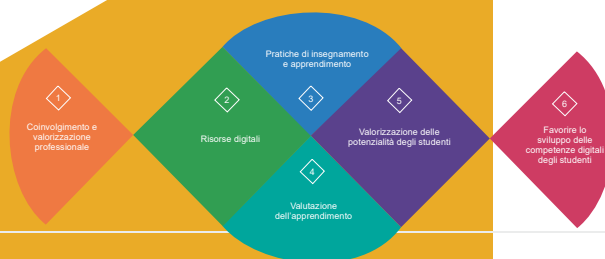 1
Coinvolgimento e
valorizzazione
professionale
2
Risorse digitali
Pratiche di insegnamento
e apprendimento
3
4
Valutazione
dell'apprendimento
5
Valorizzazione delle
potenzialità degli studenti
6
Favorire lo
sviluppo delle
competenze digitali
degli studenti